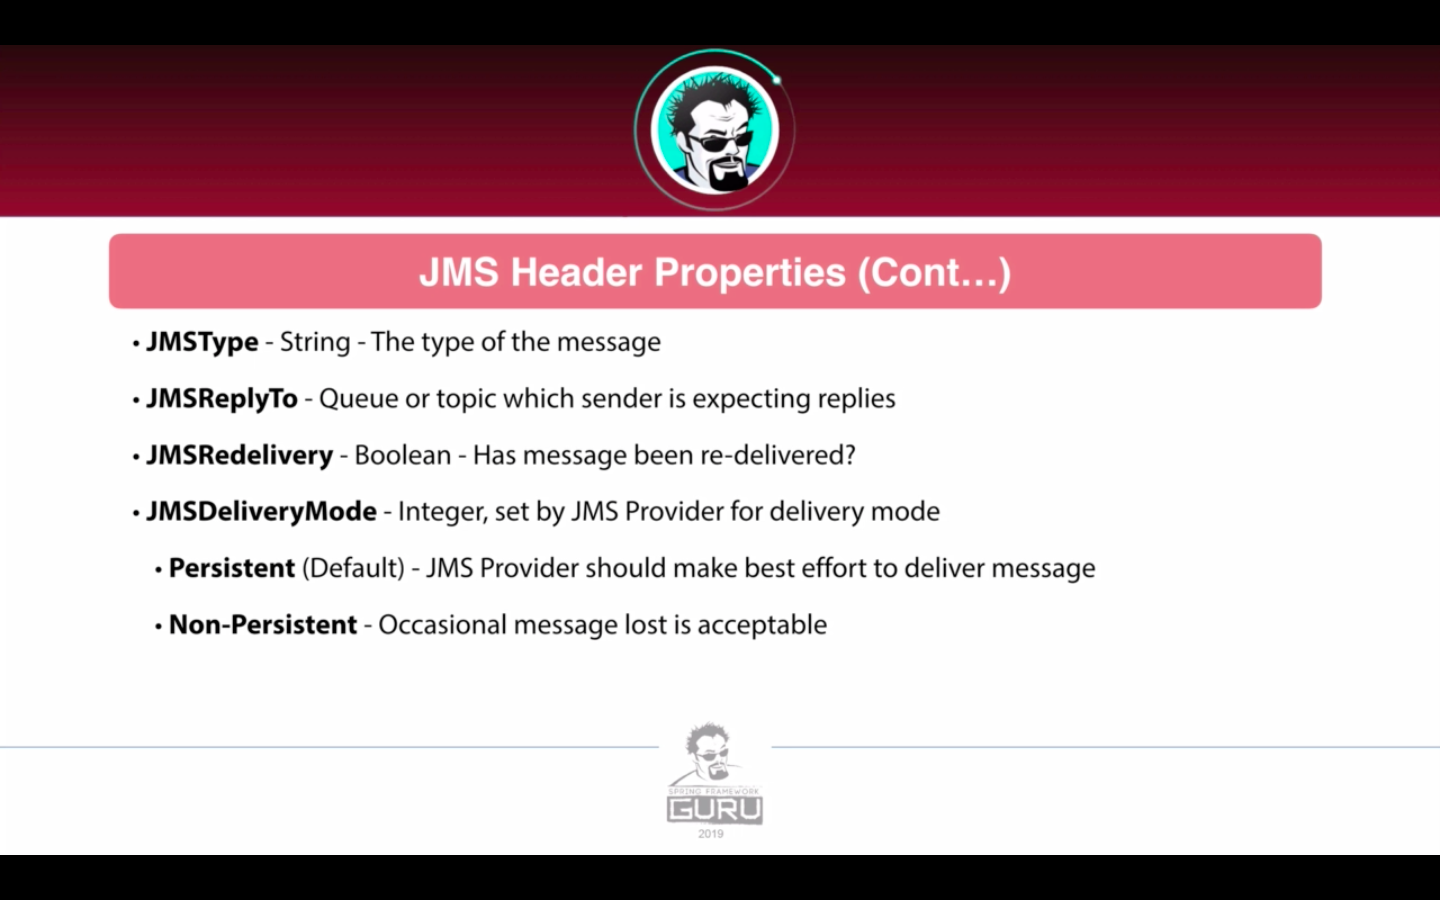 JMS Header Properties (Cont...)
• JMSType - String - The type of the message
• JMSReplyTo - Queue or topic which sender is expecting replies
• JMSRedelivery - Boolean - Has message been re-delivered?
• JMSDeliveryMode - Integer, set by JMS Provider for delivery mode
• Persistent (Default) - JMS Provider should make best effort to deliver message
• Non-Persistent - Occasional message lost is acceptable
SPRING FRAMEWORK
GURU
2019